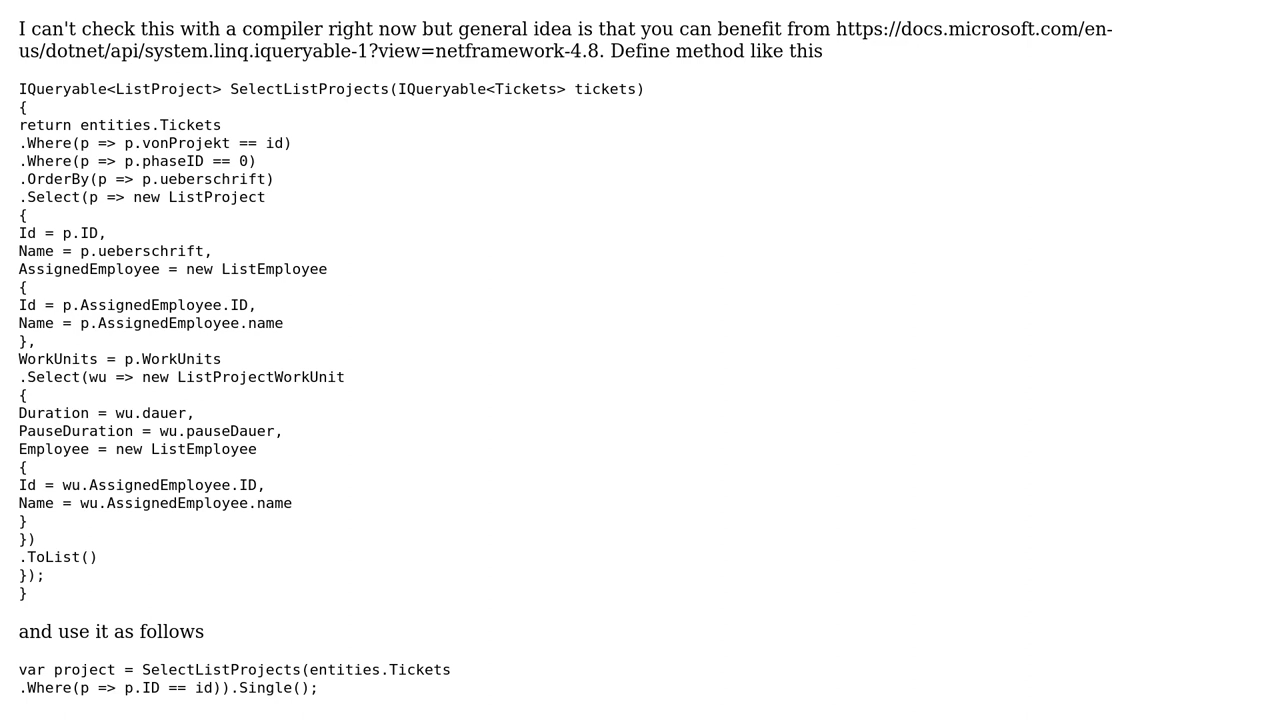 I can't check this with a compiler right now but general idea is that you can benefit from https://docs.microsoft.com/en-
us/dotnet/api/system.linq.iqueryable-1?view=netframework-4.8. Define method like this
IQueryable<ListProject> SelectListProjects(IQueryable<Tickets> tickets)
{
return entities.Tickets
.Where(p => p.vonProjekt == id)
.Where(p => p.phaseID == 0)
.OrderBy(p => p.ueberschrift)
.Select(p => new ListProject
{
Id = p.ID,
Name = p.ueberschrift,
AssignedEmployee = new ListEmployee
{
Id = p.AssignedEmployee.ID,
Name = p.AssignedEmployee.name
},
WorkUnits = p.WorkUnits
.Select(wu => new ListProjectWorkUnit
{
Duration = wu.dauer,
PauseDuration = wu.pauseDauer,
Employee = new ListEmployee
{
Id = wu.AssignedEmployee.ID,
Name = wu.AssignedEmployee.name
}
})
.ToList()
});
}
and use it as follows
var project = SelectListProjects(entities.Tickets
.Where(p => p.ID == id)).Single();